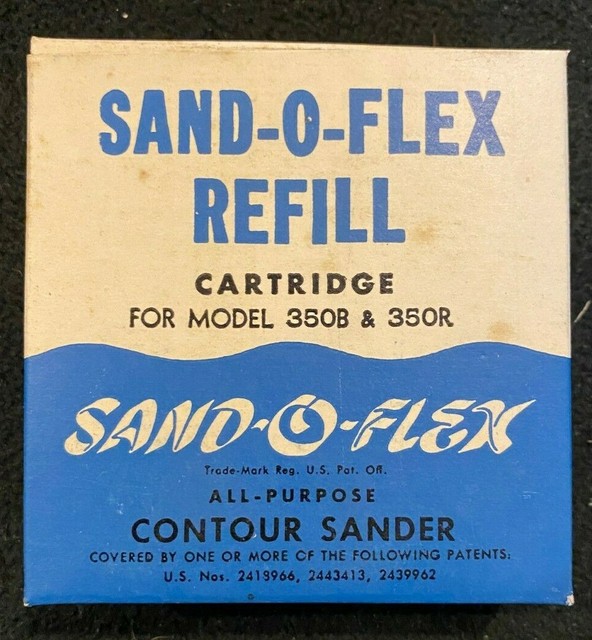 SAND-O-FLEX
REFILL
CARTRIDGE
FOR MODEL 350B & 350R
SAND-O-FLEX
Trade-Mark Reg. U.S. Pat. Off.
ALL-PURPOSE
CONTOUR SANDER
COVERED BY ONE OR MORE OF THE FOLLOWING PATENTS:
U.S. Nos. 2418966, 2443413, 2439962